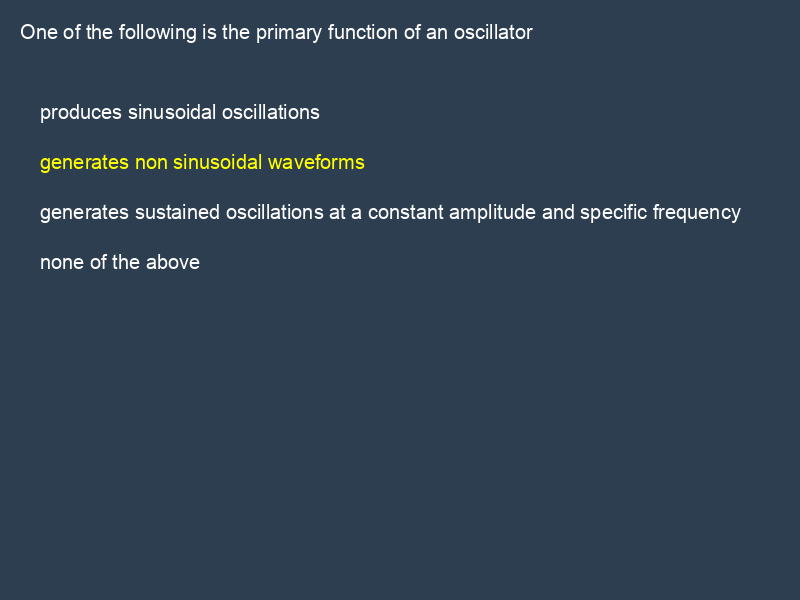 One of the following is the primary function of an oscillator
produces sinusoidal oscillations
generates non sinusoidal waveforms
generates sustained oscillations at a constant amplitude and specific frequency
none of the above